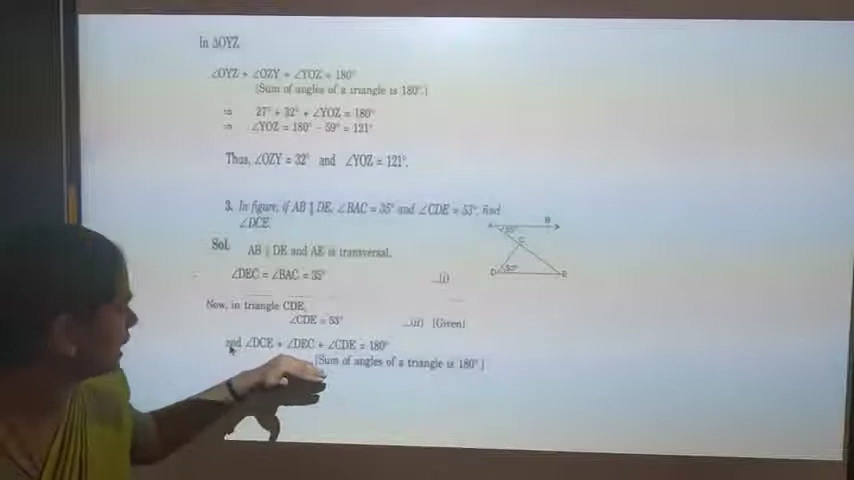 In ΔOYZ
∠OYZ + ∠OZY + ∠YOZ = 180°
[Sum of angles of a triangle is 180°.]
⇒ 27° + 32° + ∠YOZ = 180°
⇒ ∠YOZ = 180° - 59° = 121°
Thus, ∠OZY = 32° and ∠YOZ = 121°.
3. In figure, if AB ∥ DE, ∠BAC = 35° and ∠CDE = 53°, find
∠DCE.
A B
35°
C
D 53° E
Sol. AB ∥ DE and AE is transversal.
∠DEC = ∠BAC = 35° ...(i)
Now, in triangle CDE,
∠CDE = 53° ...(ii) [Given]
and ∠DCE + ∠DEC + ∠CDE = 180°
[Sum of angles of a triangle is 180°.]